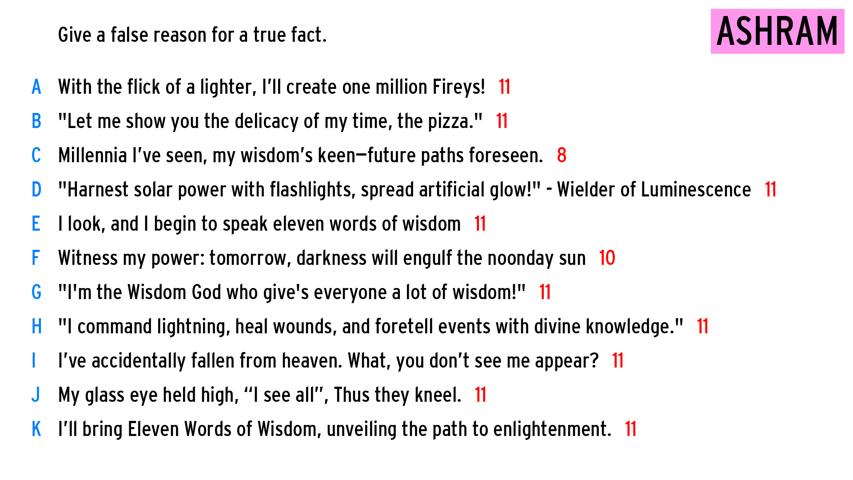 Give a false reason for a true fact.
ASHRAM
A With the flick of a lighter, I’ll create one million Fireys! 11
B "Let me show you the delicacy of my time, the pizza." 11
C Millennia I’ve seen, my wisdom’s keen—future paths foreseen. 8
D "Harnest solar power with flashlights, spread artificial glow!" - Wielder of Luminescence 11
E I look, and I begin to speak eleven words of wisdom 11
F Witness my power: tomorrow, darkness will engulf the noonday sun 10
G "I'm the Wisdom God who give's everyone a lot of wisdom!" 11
H "I command lightning, heal wounds, and foretell events with divine knowledge." 11
I I’ve accidentally fallen from heaven. What, you don’t see me appear? 11
J My glass eye held high, “I see all”, Thus they kneel. 11
K I’ll bring Eleven Words of Wisdom, unveiling the path to enlightenment. 11